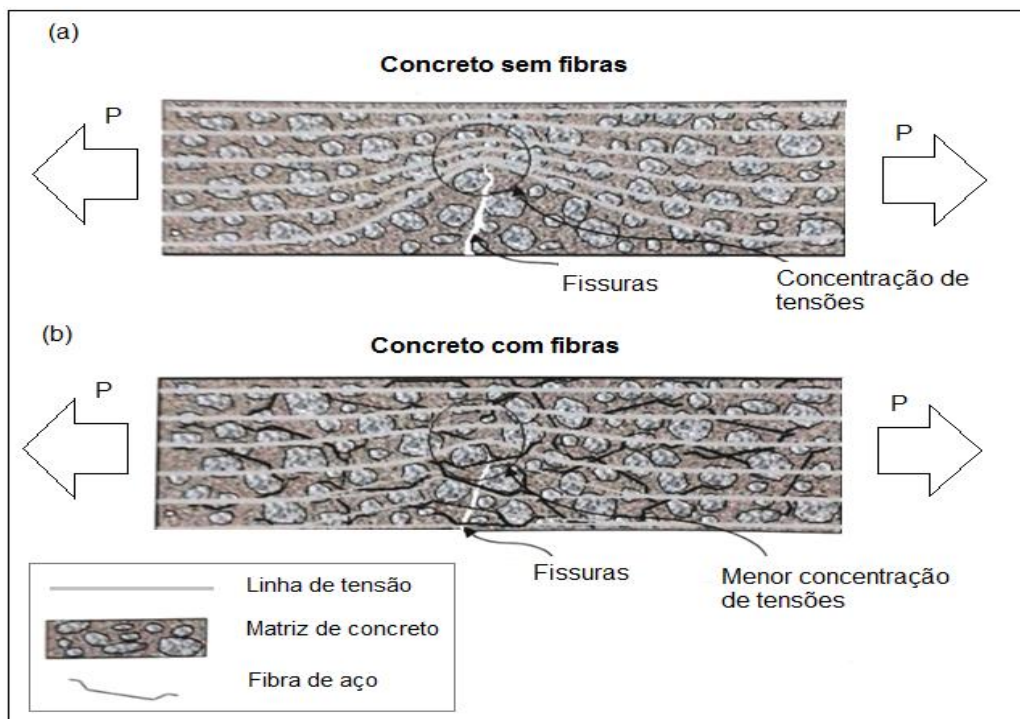 (a)
Concreto sem fibras
P
P
Fissuras
Concentração de
tensões
(b)
Concreto com fibras
P
P
Fissuras
Menor concentração
de tensões
Linha de tensão
Matriz de concreto
Fibra de aço